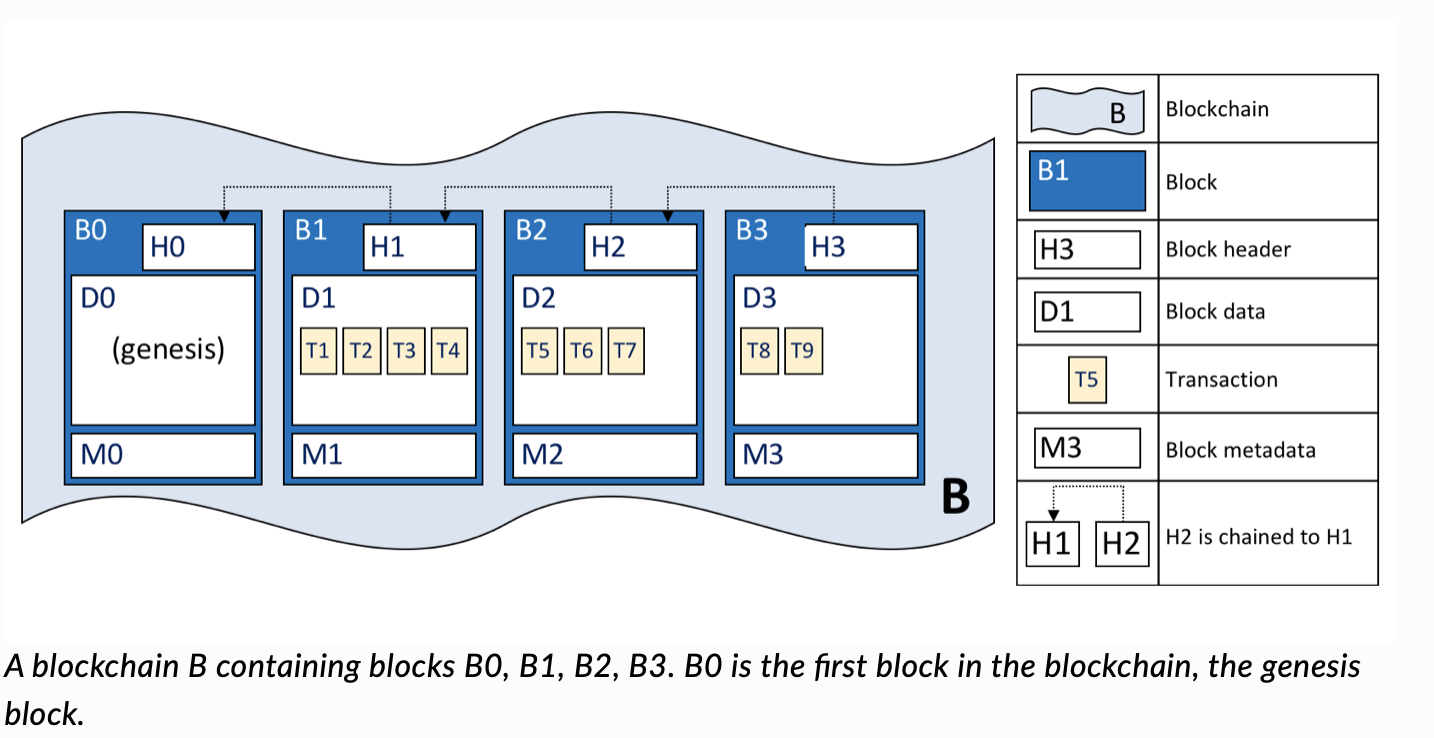 B0
H0
D0
(genesis)
M0
B1
H1
D1
T1 T2 T3 T4
M1
B2
H2
D2
T5 T6 T7
M2
B3
H3
D3
T8 T9
M3
B
B Blockchain
B1 Block
H3 Block header
D1 Block data
T5 Transaction
M3 Block metadata
H1 H2 H2 is chained to H1
A blockchain B containing blocks B0, B1, B2, B3. B0 is the first block in the blockchain, the genesis
block.